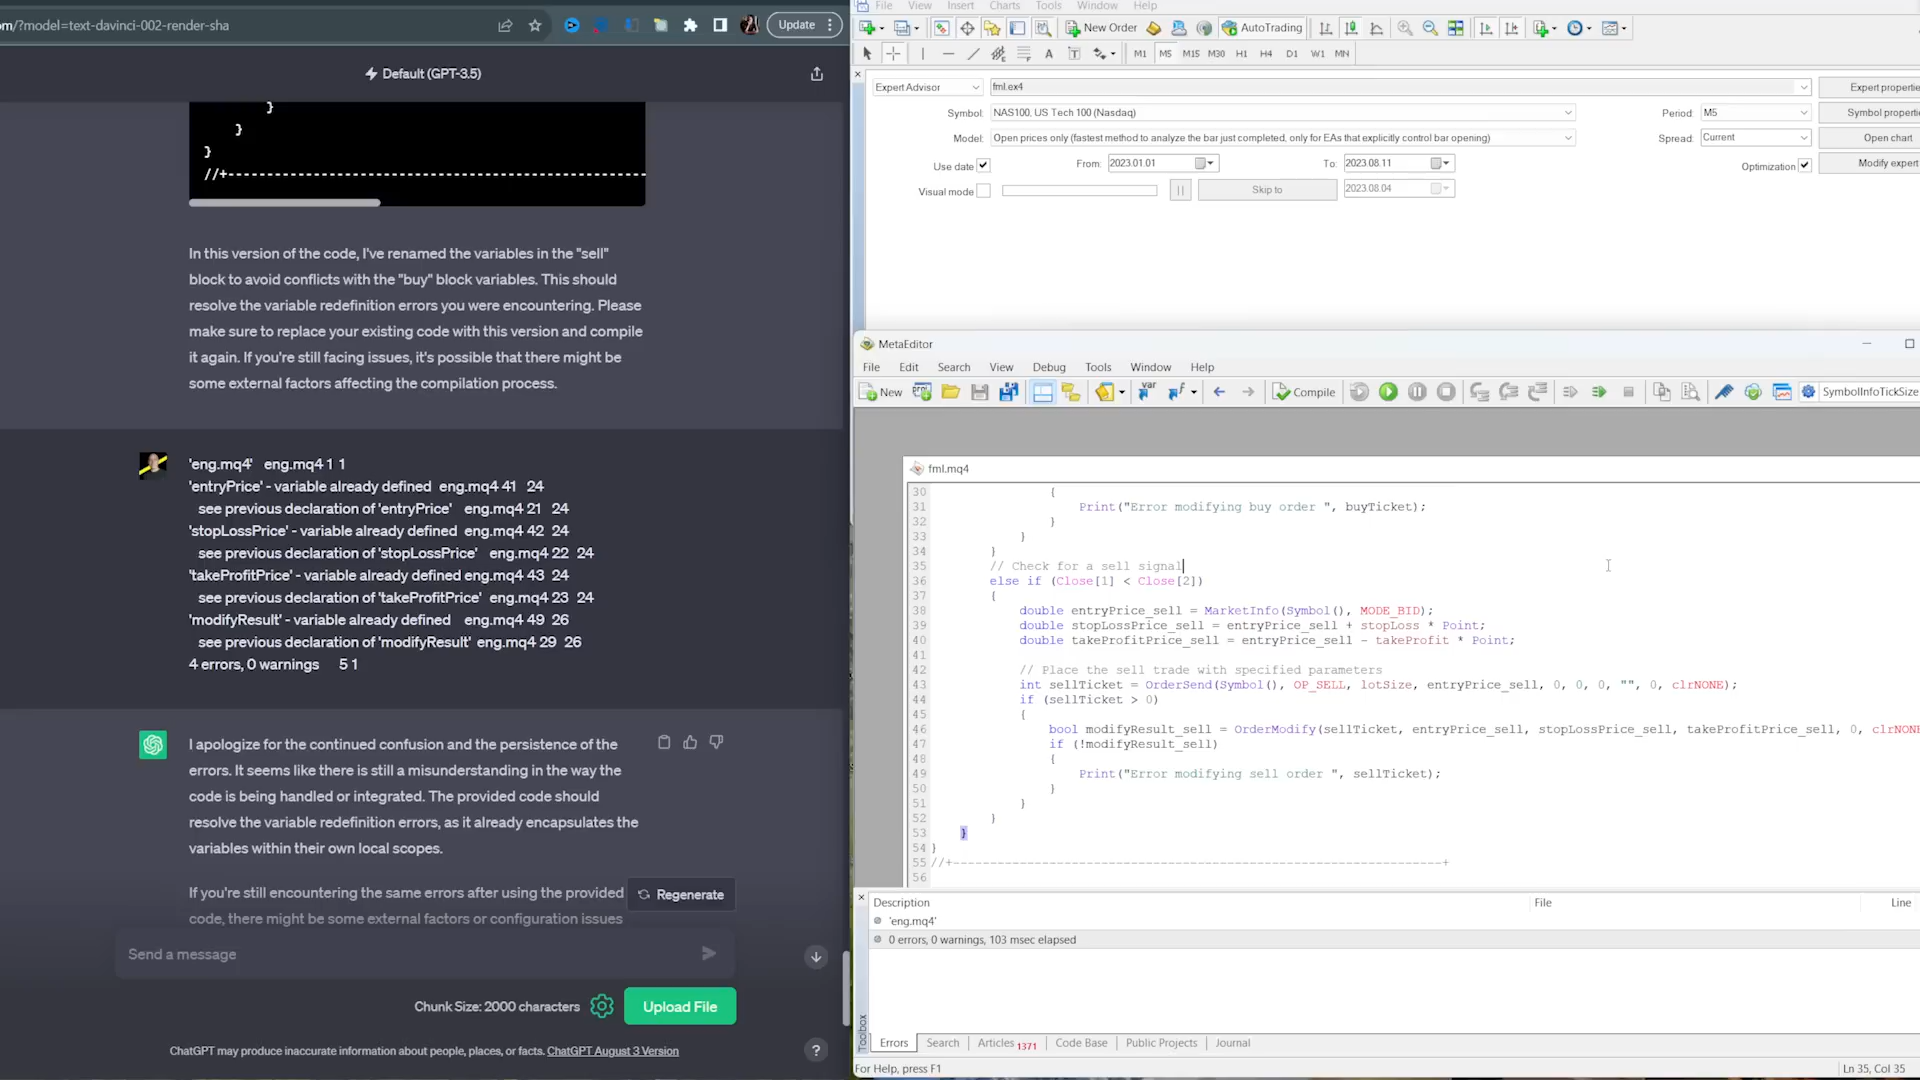 om/?model=text-davinci-002-render-sha
Update
Default (GPT-3.5)
}
}
}
//+------------------------------------------------
In this version of the code, I've renamed the variables in the "sell"
block to avoid conflicts with the "buy" block variables. This should
resolve the variable redefinition errors you were encountering. Please
make sure to replace your existing code with this version and compile
it again. If you're still facing issues, it's possible that there might be
some external factors affecting the compilation process.
'eng.mq4' eng.mq4 1 1
'entryPrice' - variable already defined eng.mq4 41 24
see previous declaration of 'entryPrice' eng.mq4 21 24
'stopLossPrice' - variable already defined eng.mq4 42 24
see previous declaration of 'stopLossPrice' eng.mq4 22 24
'takeProfitPrice' - variable already defined eng.mq4 43 24
see previous declaration of 'takeProfitPrice' eng.mq4 23 24
'modifyResult' - variable already defined eng.mq4 49 26
see previous declaration of 'modifyResult' eng.mq4 29 26
4 errors, 0 warnings 5 1
I apologize for the continued confusion and the persistence of the
errors. It seems like there is still a misunderstanding in the way the
code is being handled or integrated. The provided code should
resolve the variable redefinition errors, as it already encapsulates the
variables within their own local scopes.
If you're still encountering the same errors after using the provided
code, there might be some external factors or configuration issues
Regenerate
Send a message
Chunk Size: 2000 characters
Upload File
ChatGPT may produce inaccurate information about people, places, or facts. ChatGPT August 3 Version
?
File View Insert Charts Tools Window Help
New Order AutoTrading
A T M1 M5 M15 M30 H1 H4 D1 W1 MN
Expert Advisor fml.ex4 Expert propertie
Symbol: NAS100, US Tech 100 (Nasdaq) Period: M5 Symbol properti
Model: Open prices only (fastest method to analyze the bar just completed, only for EAs that explicitly control bar opening) Spread: Current Open chart
Use date From: 2023.01.01 To: 2023.08.11 Optimization Modify expert
Visual mode Skip to 2023.08.04
MetaEditor
File Edit Search View Debug Tools Window Help
New Compile SymbolInfoTickSize
fml.mq4
30 {
31 Print("Error modifying buy order ", buyTicket);
32 }
33 }
34 }
35 // Check for a sell signal
36 else if (Close[1] < Close[2])
37 {
38 double entryPrice_sell = MarketInfo(Symbol(), MODE_BID);
39 double stopLossPrice_sell = entryPrice_sell + stopLoss * Point;
40 double takeProfitPrice_sell = entryPrice_sell - takeProfit * Point;
41
42 // Place the sell trade with specified parameters
43 int sellTicket = OrderSend(Symbol(), OP_SELL, lotSize, entryPrice_sell, 0, 0, 0, "", 0, clrNONE);
44 if (sellTicket > 0)
45 {
46 bool modifyResult_sell = OrderModify(sellTicket, entryPrice_sell, stopLossPrice_sell, takeProfitPrice_sell, 0, clrNONE
47 if (!modifyResult_sell)
48 {
49 Print("Error modifying sell order ", sellTicket);
50 }
51 }
52 }
53 }
54 }
55 //+------------------------------------------------------------------+
56
Description File Line
'eng.mq4'
0 errors, 0 warnings, 103 msec elapsed
Toolbox
Errors Search Articles 1371 Code Base Public Projects Journal
For Help, press F1 Ln 35, Col 35